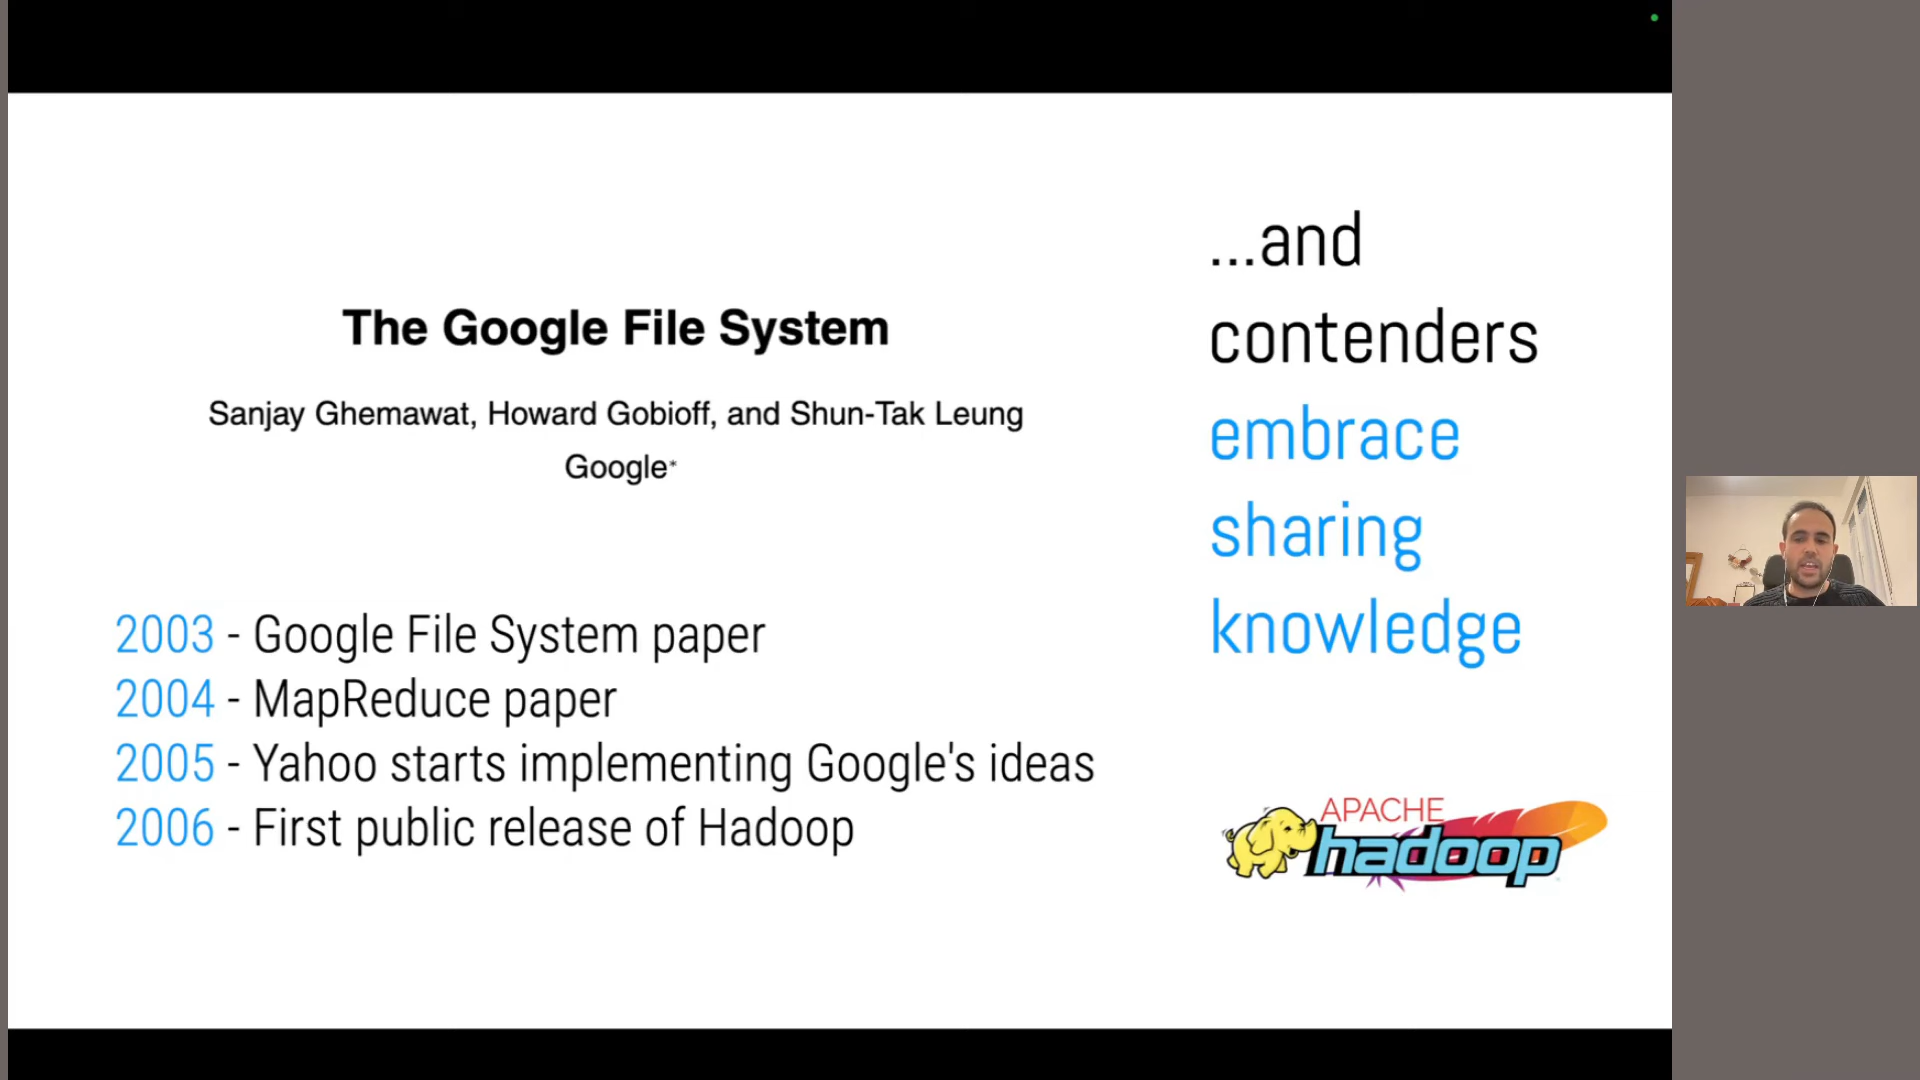 The Google File System
Sanjay Ghemawat, Howard Gobioff, and Shun-Tak Leung
Google*
2003 - Google File System paper
2004 - MapReduce paper
2005 - Yahoo starts implementing Google's ideas
2006 - First public release of Hadoop
...and
contenders
embrace
sharing
knowledge
APACHE
hadoop